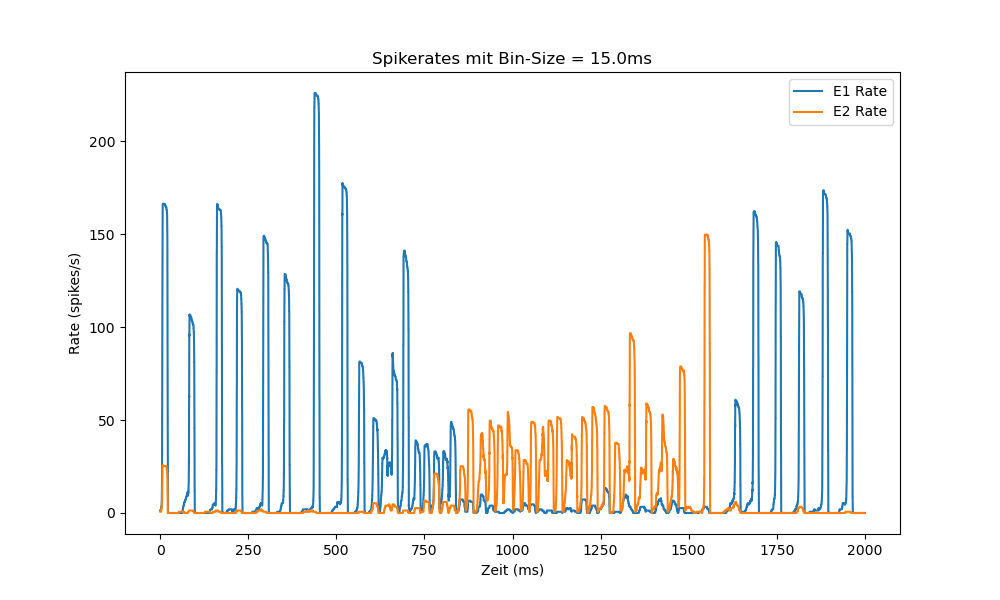 Spikerates mit Bin-Size = 15.0ms
E1 Rate
E2 Rate
200
150
100
50
0
Rate (spikes/s)
0 250 500 750 1000 1250 1500 1750 2000
Zeit (ms)